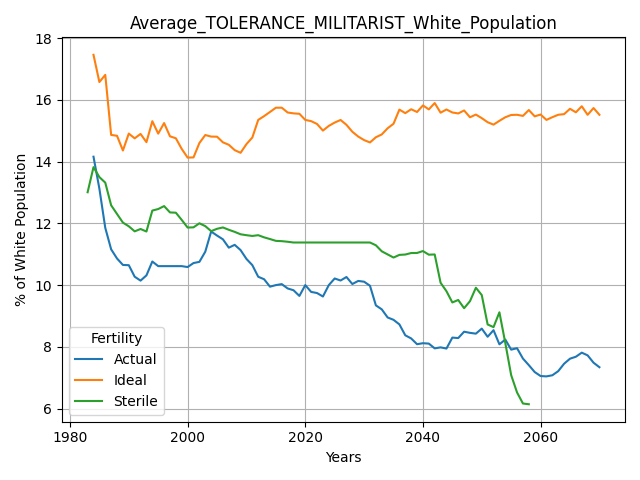 Average_TOLERANCE_MILITARIST_White_Population
% of White Population
18
16
14
12
10
8
6
Fertility
Actual
Ideal
Sterile
1980
2000
2020
2040
2060
Years